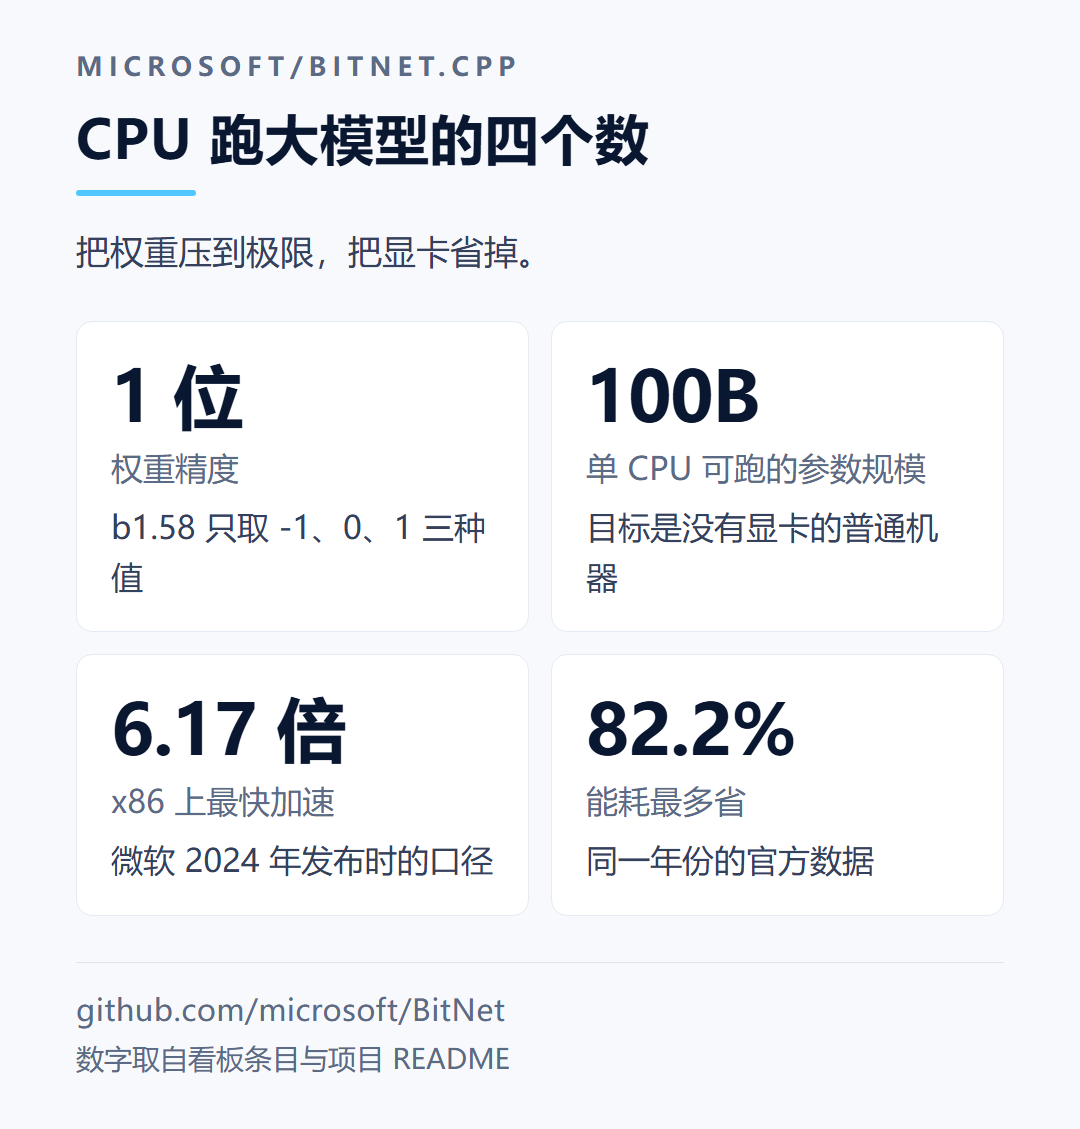 MICROSOFT/BITNET.CPP
CPU 跑大模型的四个数
把权重压到极限，把显卡省掉。
1 位
权重精度
b1.58 只取 -1、0、1 三种
值
100B
单 CPU 可跑的参数规模
目标是没有显卡的普通机
器
6.17 倍
x86 上最快加速
微软 2024 年发布时的口径
82.2%
能耗最多省
同一年份的官方数据
github.com/microsoft/BitNet
数字取自看板条目与项目 README